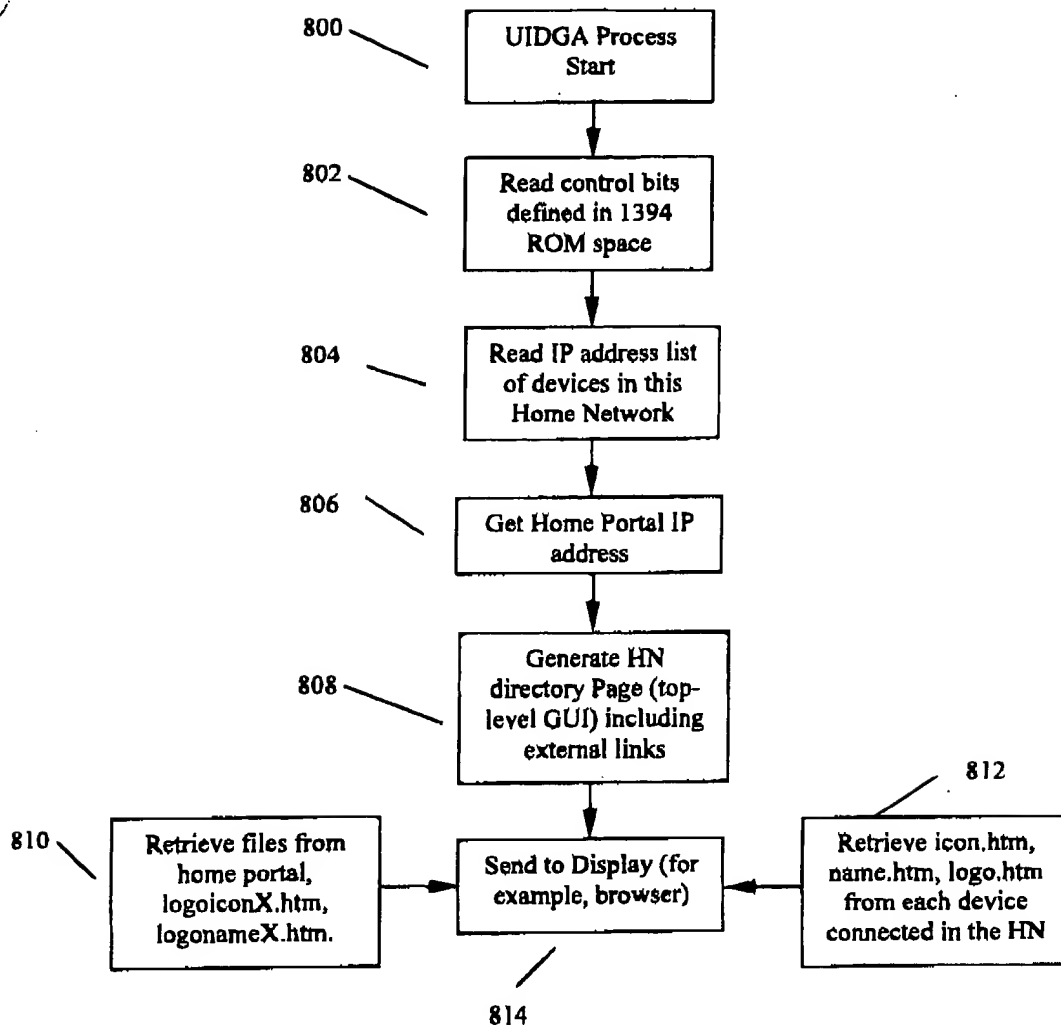 800
UIDGA Process
Start
802
Read control bits
defined in 1394
ROM space
804
Read IP address list
of devices in this
Home Network
806
Get Home Portal IP
address
808
Generate HN
directory Page (top-
level GUI) including
external links
812
810
Retrieve files from
home portal,
logoiconX.htm,
logonameX.htm.
Send to Display (for
example, browser)
Retrieve icon.htm,
name.htm, logo.htm
from each device
connected in the HN
814